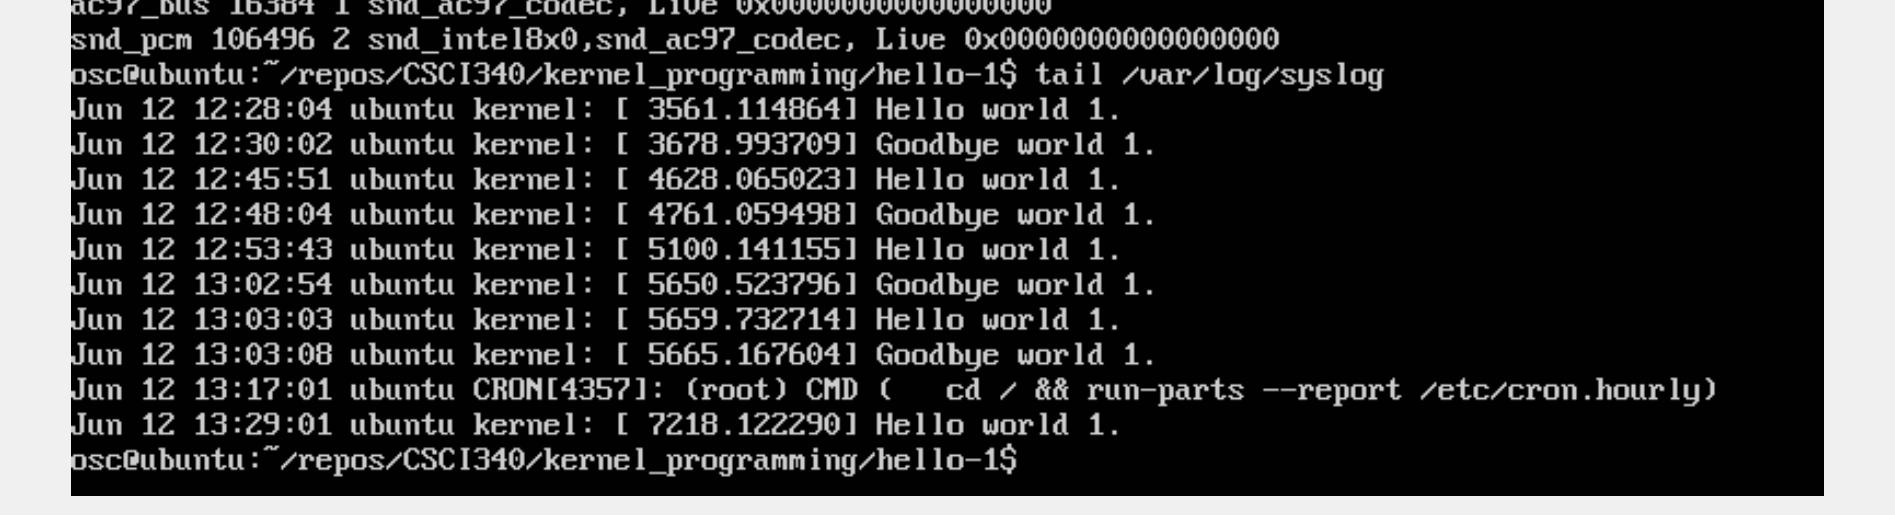 ac97_bus 16384 1 snd_ac97_codec, Live 0x0000000000000000
snd_pcm 106496 2 snd_intel8x0,snd_ac97_codec, Live 0x0000000000000000
osc@ubuntu:~/repos/CSCI340/kernel_programming/hello-1$ tail /var/log/syslog
Jun 12 12:28:04 ubuntu kernel: [ 3561.114864] Hello world 1.
Jun 12 12:30:02 ubuntu kernel: [ 3678.993709] Goodbye world 1.
Jun 12 12:45:51 ubuntu kernel: [ 4628.065023] Hello world 1.
Jun 12 12:48:04 ubuntu kernel: [ 4761.059498] Goodbye world 1.
Jun 12 12:53:43 ubuntu kernel: [ 5100.141155] Hello world 1.
Jun 12 13:02:54 ubuntu kernel: [ 5650.523796] Goodbye world 1.
Jun 12 13:03:03 ubuntu kernel: [ 5659.732714] Hello world 1.
Jun 12 13:03:08 ubuntu kernel: [ 5665.167604] Goodbye world 1.
Jun 12 13:17:01 ubuntu CRON[4357]: (root) CMD (   cd / && run-parts --report /etc/cron.hourly)
Jun 12 13:29:01 ubuntu kernel: [ 7218.122290] Hello world 1.
osc@ubuntu:~/repos/CSCI340/kernel_programming/hello-1$